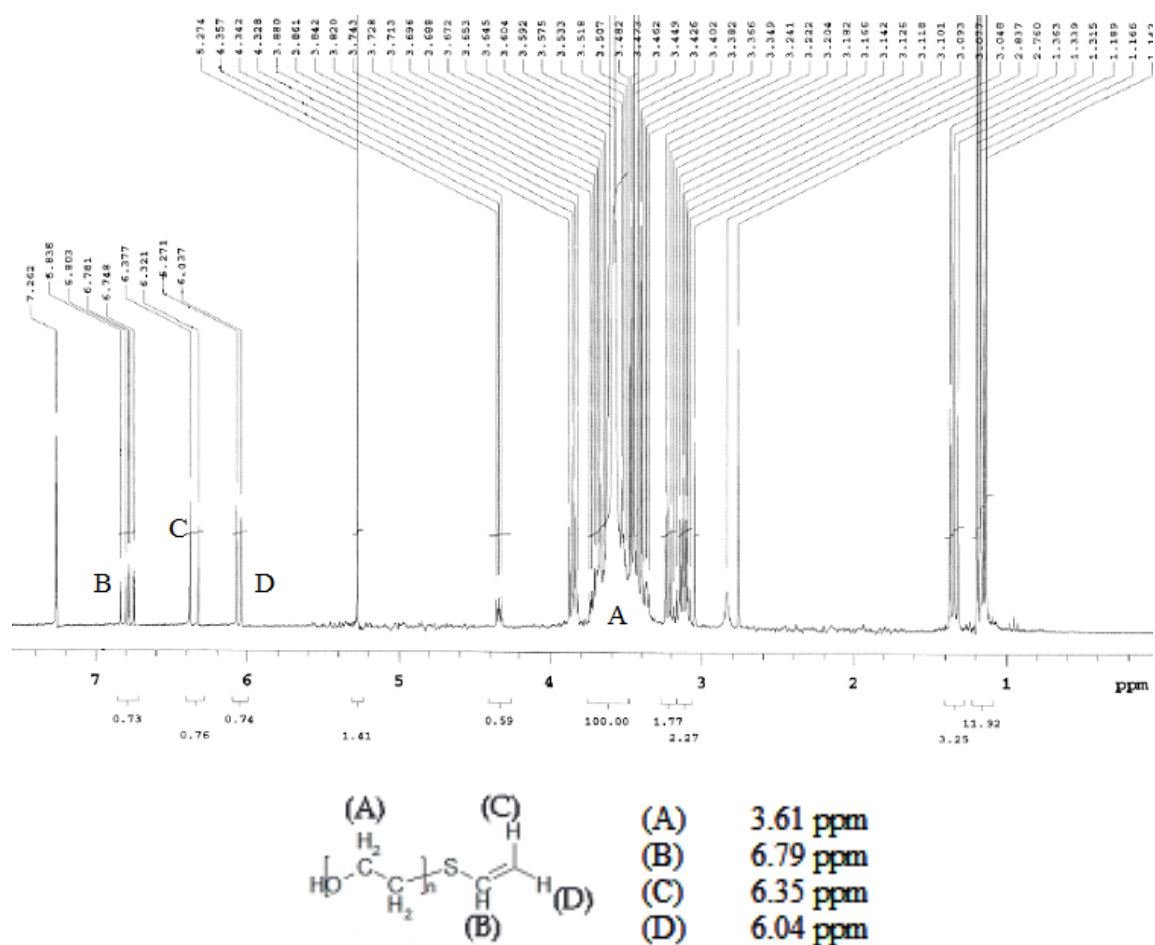 5.274 4.357 4.342 4.328 3.880 3.861 3.842 3.820 3.743 3.728 3.713 3.696 3.688 3.672 3.653 3.645 3.604 3.592 3.575 3.533 3.518 3.507 3.482 3.473 3.462 3.449 3.426 3.402 3.382 3.366 3.349 3.241 3.222 3.204 3.192 3.166 3.142 3.126 3.118 3.101 3.093 3.077 3.048 2.837 2.760 1.363 1.339 1.315 1.189 1.166
7.262 6.836 6.803 6.781 6.748 6.377 6.321 6.271 6.037
B C D A
7 6 5 4 3 2 1 ppm
0.73 0.74 0.59 100.00 1.77 11.92
0.76 1.41 2.27 3.25
(A) (C)
H2 H
HO C S
C n H
H2 H (D)
(B)
(A) 3.61 ppm
(B) 6.79 ppm
(C) 6.35 ppm
(D) 6.04 ppm